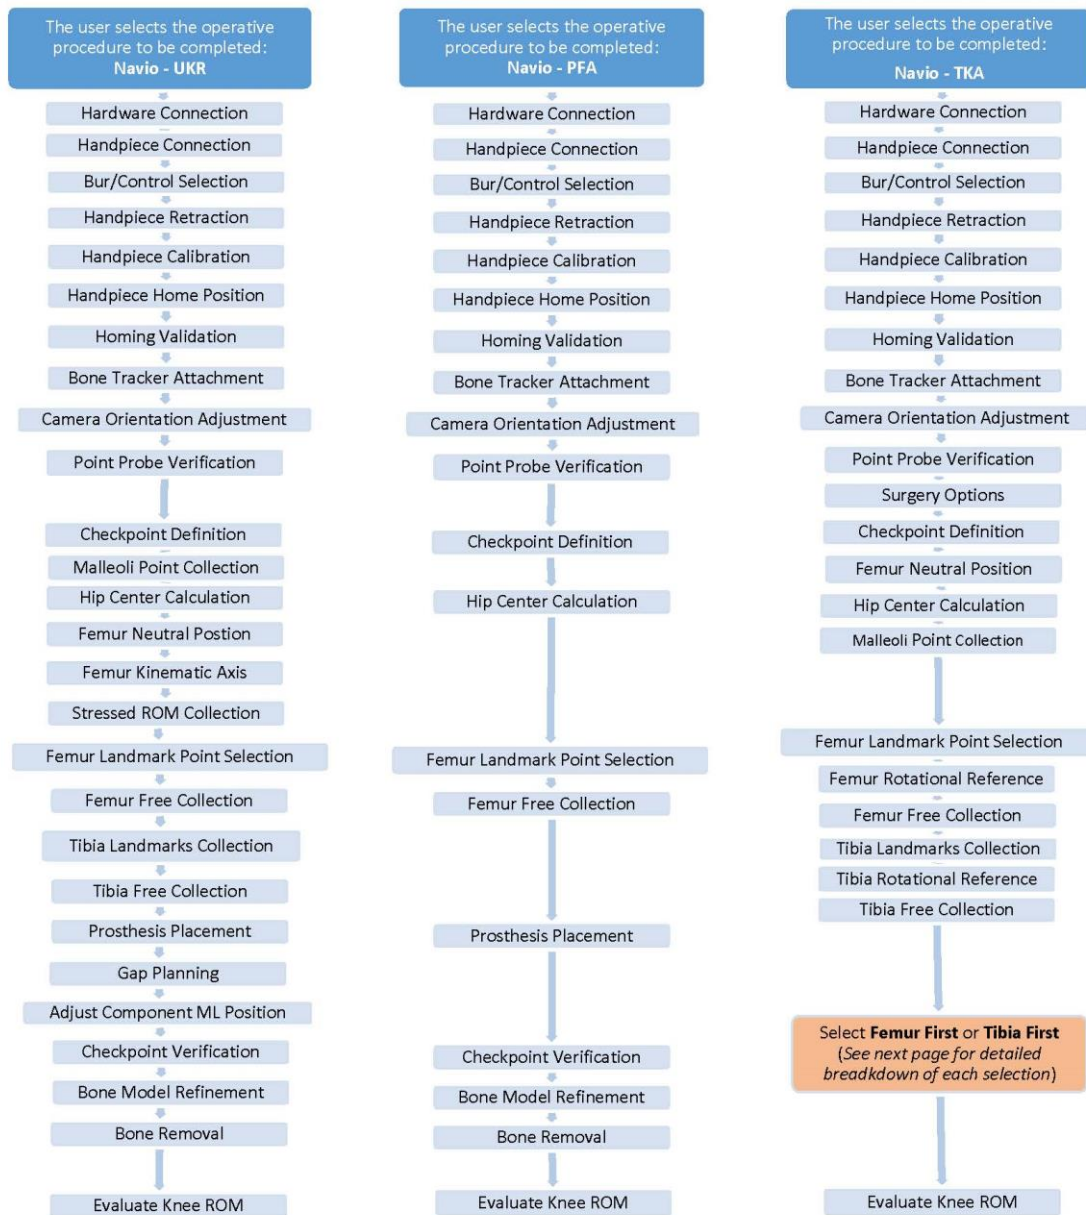 The user selects the operative
procedure to be completed:
Navio - UKR
Hardware Connection
Handpiece Connection
Bur/Control Selection
Handpiece Retraction
Handpiece Calibration
Handpiece Home Position
Homing Validation
Bone Tracker Attachment
Camera Orientation Adjustment
Point Probe Verification
Checkpoint Definition
Malleoli Point Collection
Hip Center Calculation
Femur Neutral Postion
Femur Kinematic Axis
Stressed ROM Collection
Femur Landmark Point Selection
Femur Free Collection
Tibia Landmarks Collection
Tibia Free Collection
Prosthesis Placement
Gap Planning
Adjust Component ML Position
Checkpoint Verification
Bone Model Refinement
Bone Removal
Evaluate Knee ROM
The user selects the operative
procedure to be completed:
Navio - PFA
Hardware Connection
Handpiece Connection
Bur/Control Selection
Handpiece Retraction
Handpiece Calibration
Handpiece Home Position
Homing Validation
Bone Tracker Attachment
Camera Orientation Adjustment
Point Probe Verification
Checkpoint Definition
Hip Center Calculation
Femur Landmark Point Selection
Femur Free Collection
Prosthesis Placement
Checkpoint Verification
Bone Model Refinement
Bone Removal
Evaluate Knee ROM
The user selects the operative
procedure to be completed:
Navio - TKA
Hardware Connection
Handpiece Connection
Bur/Control Selection
Handpiece Retraction
Handpiece Calibration
Handpiece Home Position
Homing Validation
Bone Tracker Attachment
Camera Orientation Adjustment
Point Probe Verification
Surgery Options
Checkpoint Definition
Femur Neutral Position
Hip Center Calculation
Malleoli Point Collection
Femur Landmark Point Selection
Femur Rotational Reference
Femur Free Collection
Tibia Landmarks Collection
Tibia Rotational Reference
Tibia Free Collection
Select Femur First or Tibia First
(See next page for detailed
breakdown of each selection)
Evaluate Knee ROM